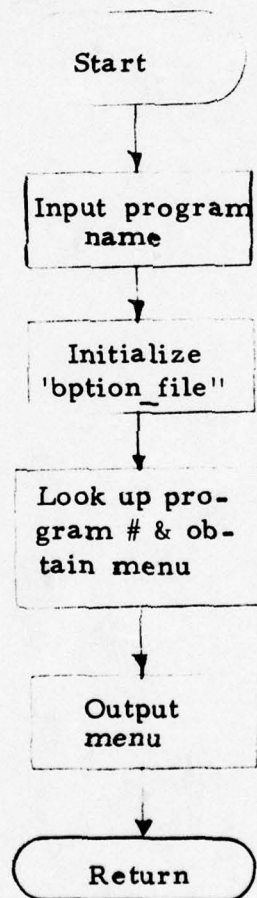 Start
Input program
name
Initialize
'bption_file"
Look up pro-
gram # & ob-
tain menu
Output
menu
Return